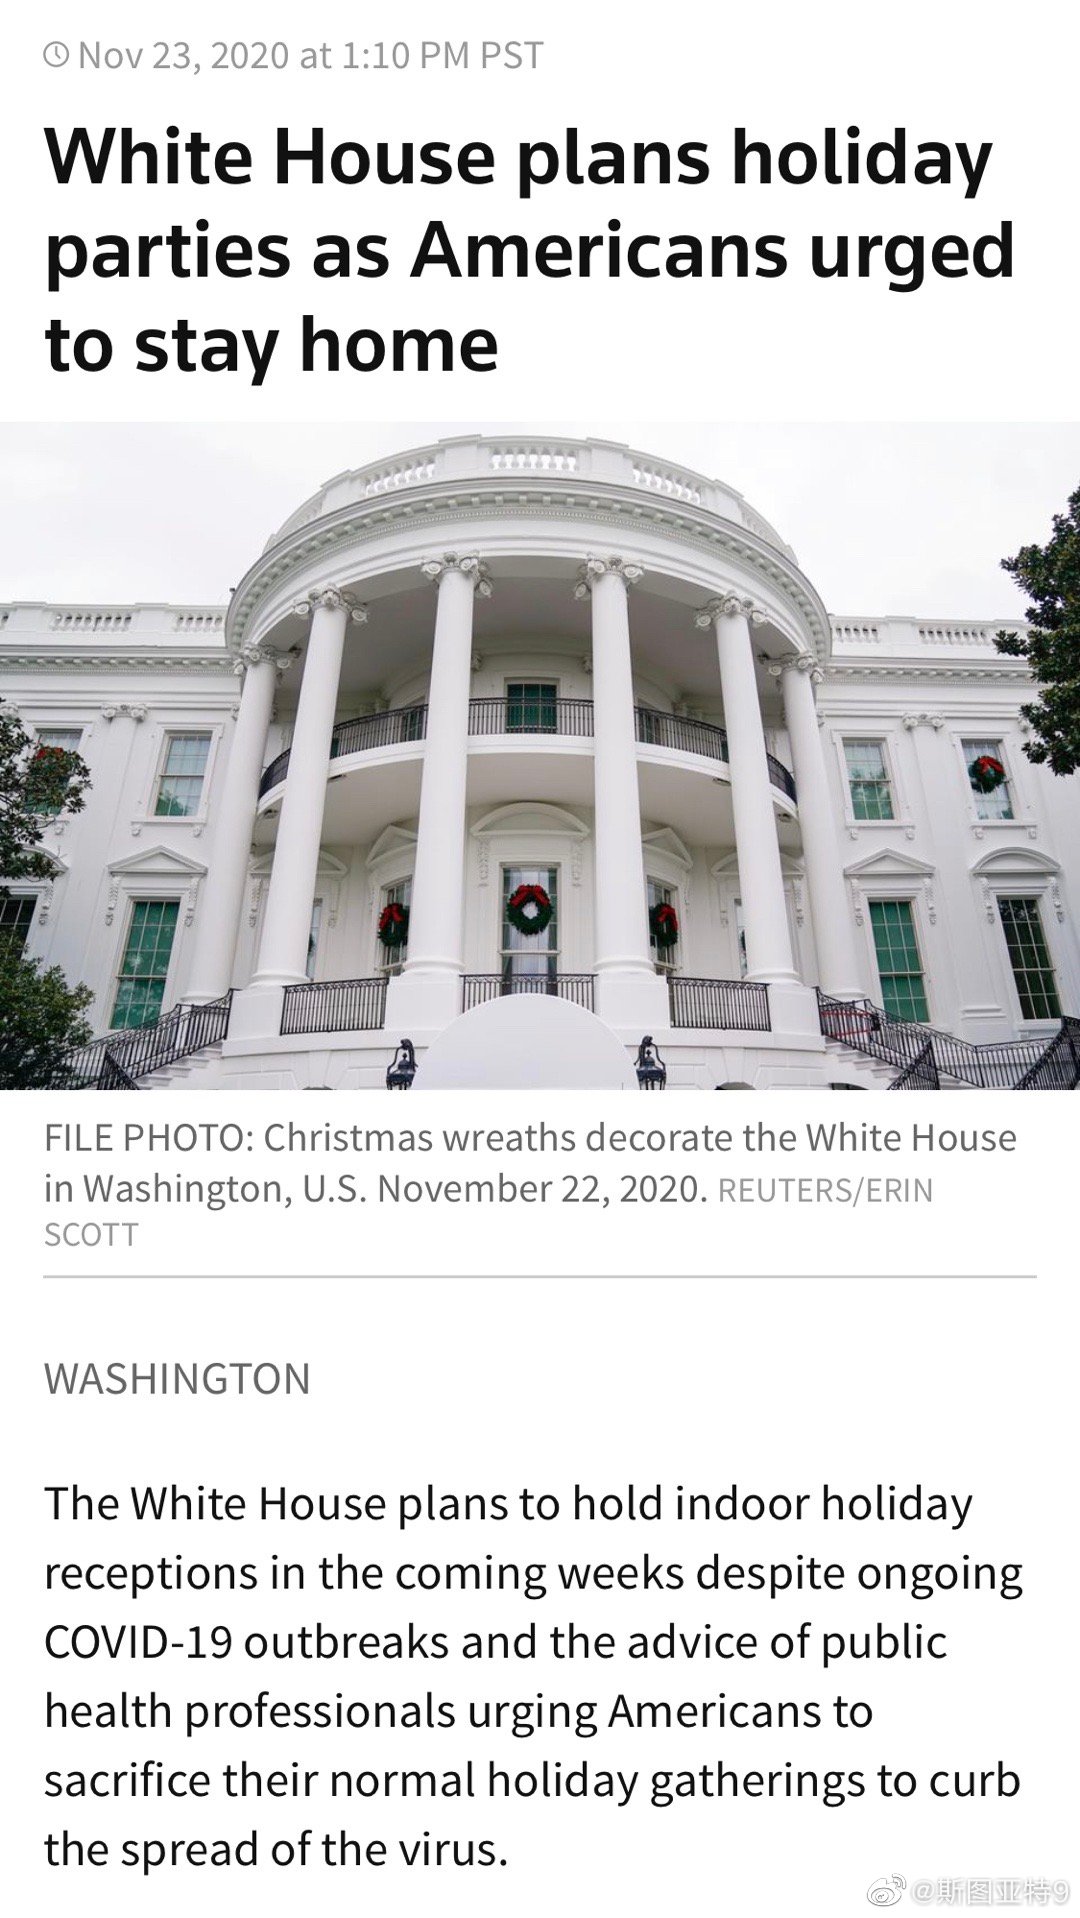 Nov 23, 2020 at 1:10 PM PST
White House plans holiday
parties as Americans urged
to stay home
FILE PHOTO: Christmas wreaths decorate the White House
in Washington, U.S. November 22, 2020. REUTERS/ERIN
SCOTT
WASHINGTON
The White House plans to hold indoor holiday
receptions in the coming weeks despite ongoing
COVID-19 outbreaks and the advice of public
health professionals urging Americans to
sacrifice their normal holiday gatherings to curb
the spread of the virus.
@斯图亚特9